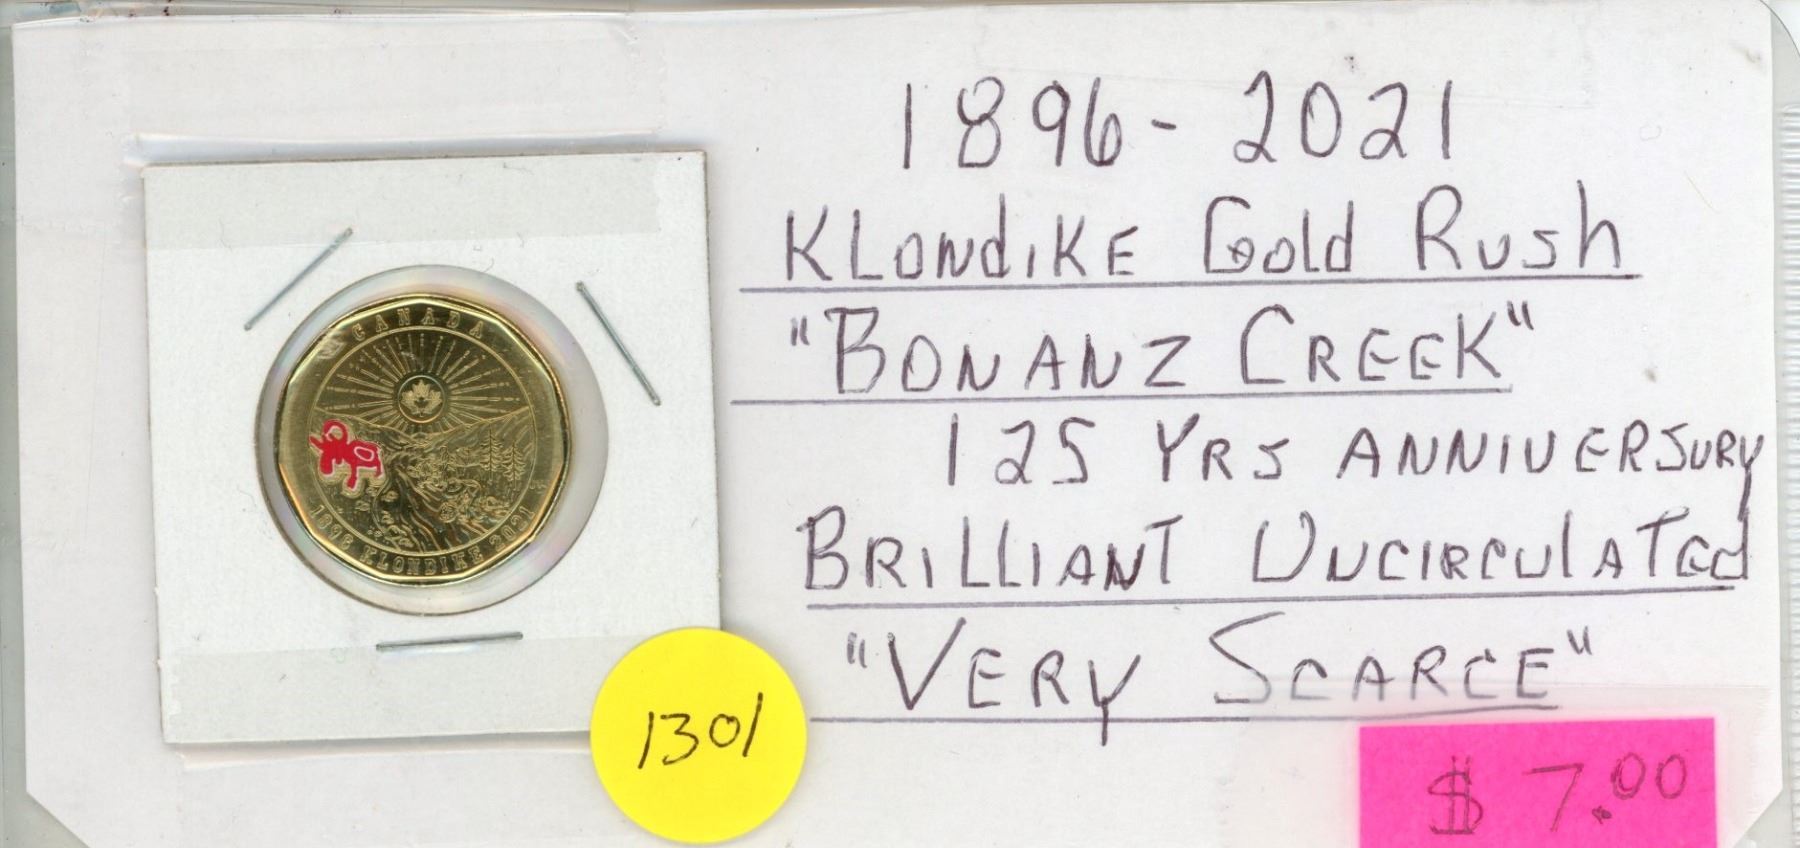 1896-2021
KLONDIKE Gold Rush
"BONANZ CREEK"
125 YRS ANNIVERSURY
BRILLIANT UNCIRCULATED
"VERY SCARCE"
$ 7.00
1301
CANADA
1896 KLONDIKE 2021